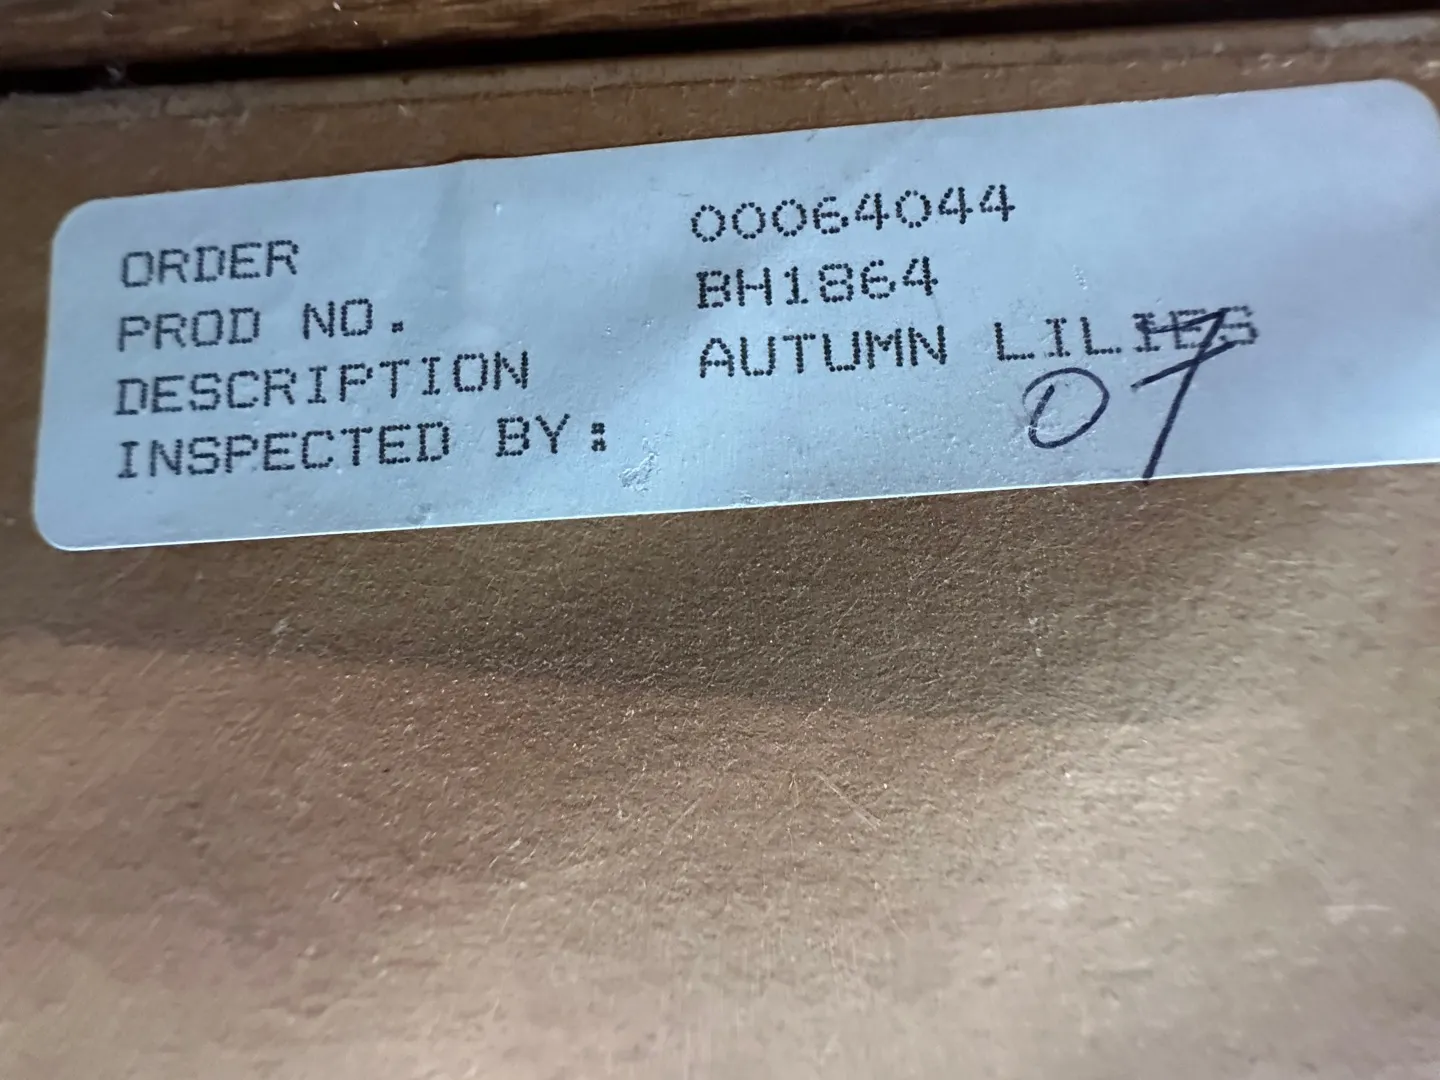 ORDER 00064044
PROD NO. BH1864
DESCRIPTION AUTUMN LILIES
INSPECTED BY: 07